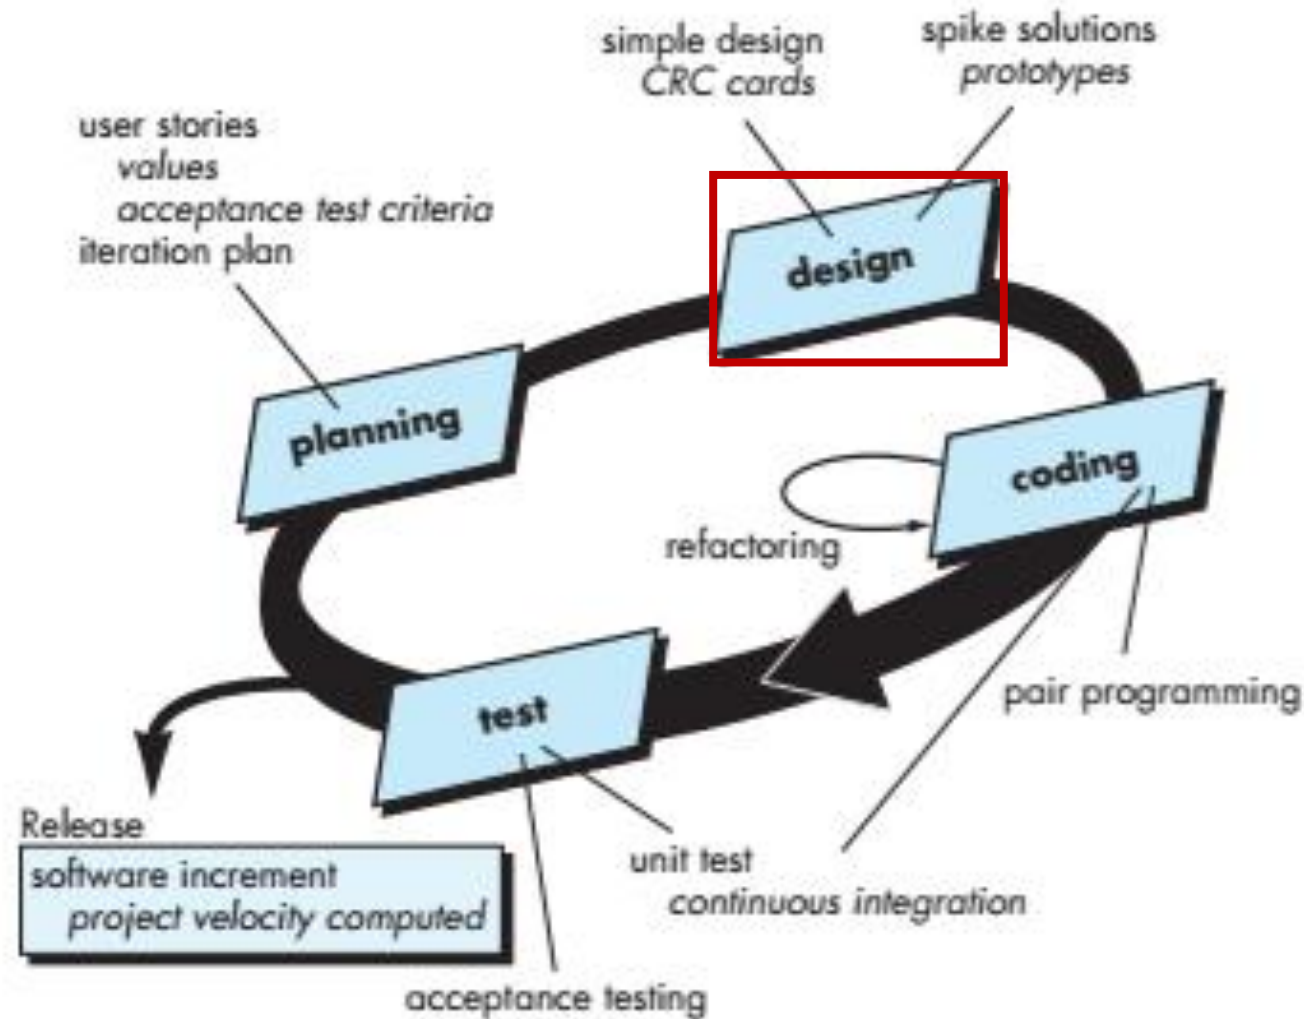 simple design
CRC cards
spike solutions
prototypes
user stories
values
acceptance test criteria
iteration plan
design
planning
coding
refactoring
test
pair programming
Release
software increment
project velocity computed
unit test
continuous integration
acceptance testing